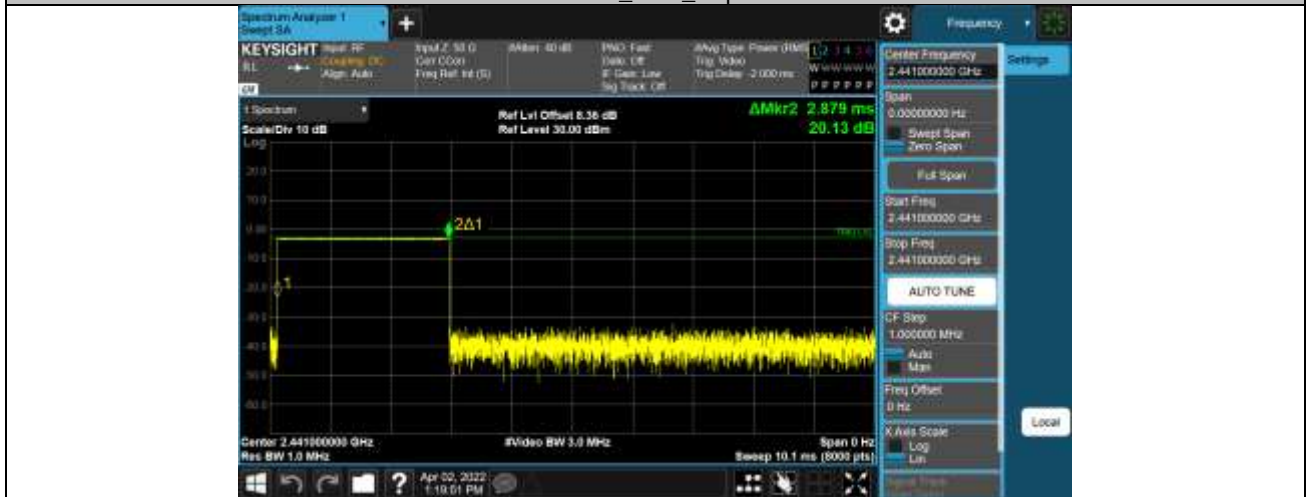 Spectrum Analyzer 1
Swept SA
Frequency
KEYSIGHT
Input: RF
Coupling: DC
Align: Auto
Input Z: 50 Ω
Corr CCorr
Freq Ref: Int (S)
#Atten: 40 dB
PNO: Fast
Gate: Off
IF Gain: Low
Sig Track: Off
#Avg Type: Power (RMS)
Trig: Video
Trig Delay: -2.000 ms
1 2 3 4 5 6
W W W W W W
P P P P P P
1 Spectrum
Scale/Div 10 dB
Log
Ref Lvl Offset 8.36 dB
Ref Level 30.00 dBm
ΔMkr2 2.879 ms
20.13 dB
2Δ1
1
Center 2.441000000 GHz
Res BW 1.0 MHz
#Video BW 3.0 MHz
Span 0 Hz
Sweep 10.1 ms (8000 pts)
Apr 02, 2022
1:19:01 PM
Center Frequency
2.441000000 GHz
Settings
Span
0.00000000 Hz
Swept Span
Zero Span
Full Span
Start Freq
2.441000000 GHz
Stop Freq
2.441000000 GHz
AUTO TUNE
CF Step
1.000000 MHz
Auto
Man
Freq Offset
0 Hz
X Axis Scale
Log
Lin
Local